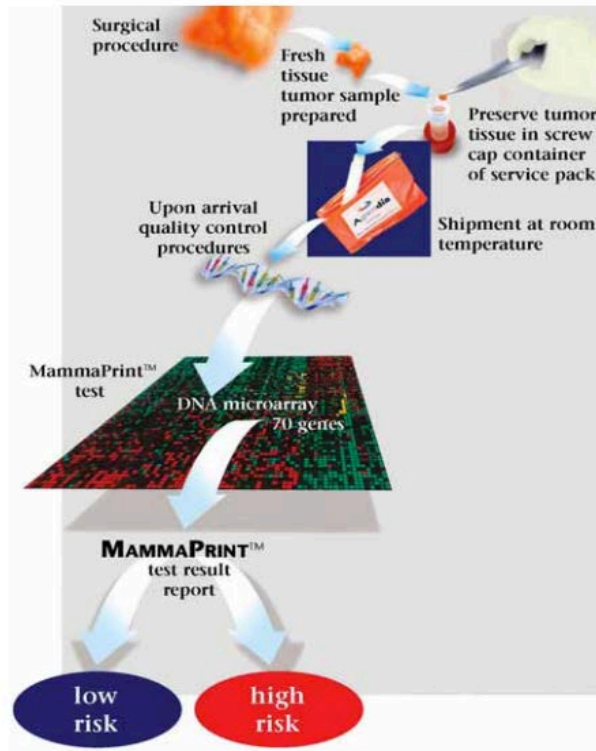 Surgical
procedure
Fresh
tissue
tumor sample
prepared
Preserve tumor
tissue in screw
cap container
of service pack
Shipment at room
temperature
Upon arrival
quality control
procedures
MammaPrint™
test
DNA microarray
70 genes
MAMMAPRINT™
test result
report
low
risk
high
risk